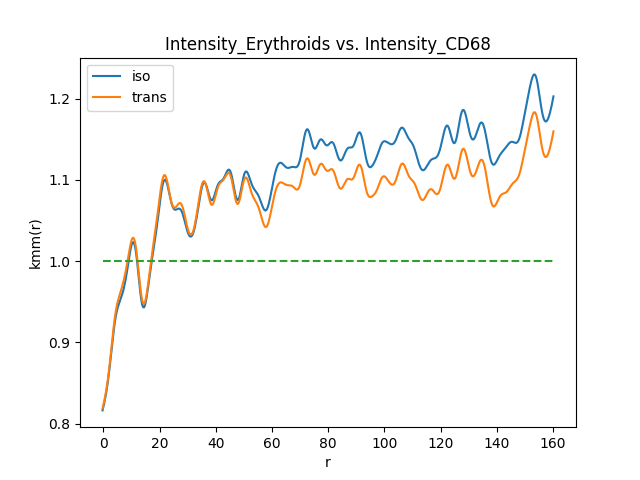 Intensity_Erythroids vs. Intensity_CD68
iso
trans
1.2
1.1
1.0
0.9
0.8
kmm(r)
0 20 40 60 80 100 120 140 160
r